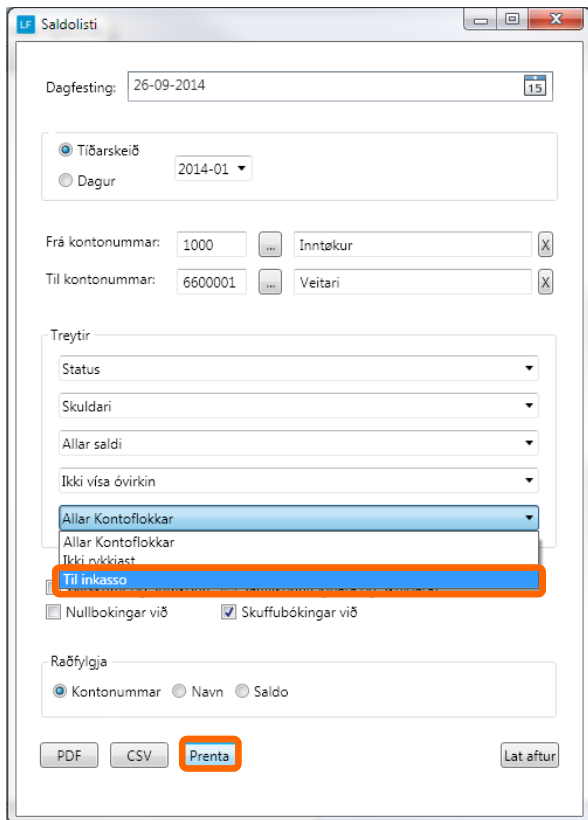 LF Saldolisti
Dagfesting: 26-09-2014 15
Tíðarskeið
Dagur
2014-01
Frá kontonummar: 1000 ... Inntøkur X
Til kontonummar: 6600001 ... Veitari X
Treytir
Status
Skuldari
Allar saldi
Ikki vísa óvirkin
Allar Kontoflokkar
Allar Kontoflokkar
Ikki rykkjast
Til inkasso
Nullbokingar við Skuffubókingar við
Raðfylgja
Kontonummar Navn Saldo
PDF CSV Prenta Lat aftur